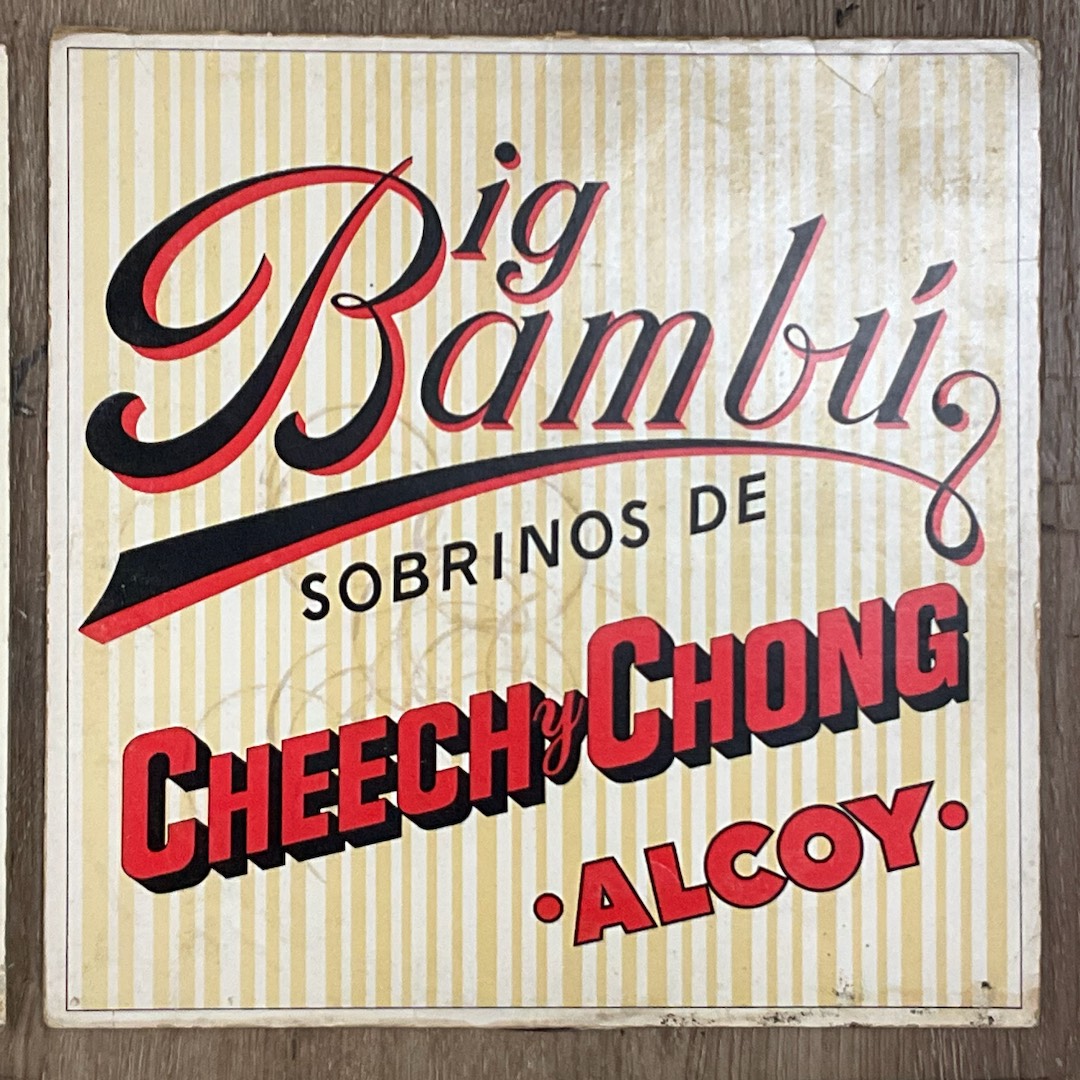 Big
Bambú
SOBRINOS DE
CHEECH y CHONG
·ALCOY·